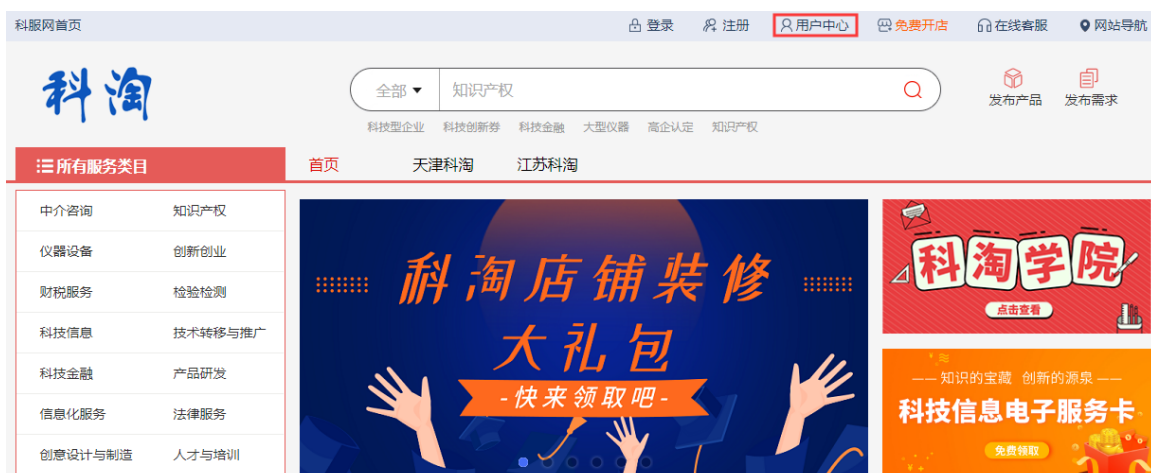 科服网首页 登录 注册 用户中心 免费开店 在线客服 网站导航
科淘 全部 知识产权 发布产品 发布需求
科技型企业 科技创新券 科技金融 大型仪器 高企认定 知识产权
所有服务类目 首页 天津科淘 江苏科淘
中介咨询 知识产权
仪器设备 创新创业
财税服务 检验检测
科技信息 技术转移与推广
科技金融 产品研发
信息化服务 法律服务
创意设计与制造 人才与培训
科淘店铺装修
大礼包
-快来领取吧-
科淘学院
点击查看
—— 知识的宝藏 创新的源泉 ——
科技信息电子服务卡
免费领取